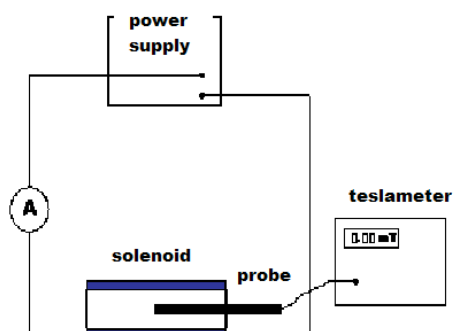 power
supply
A
teslameter
0.00 mT
solenoid
probe